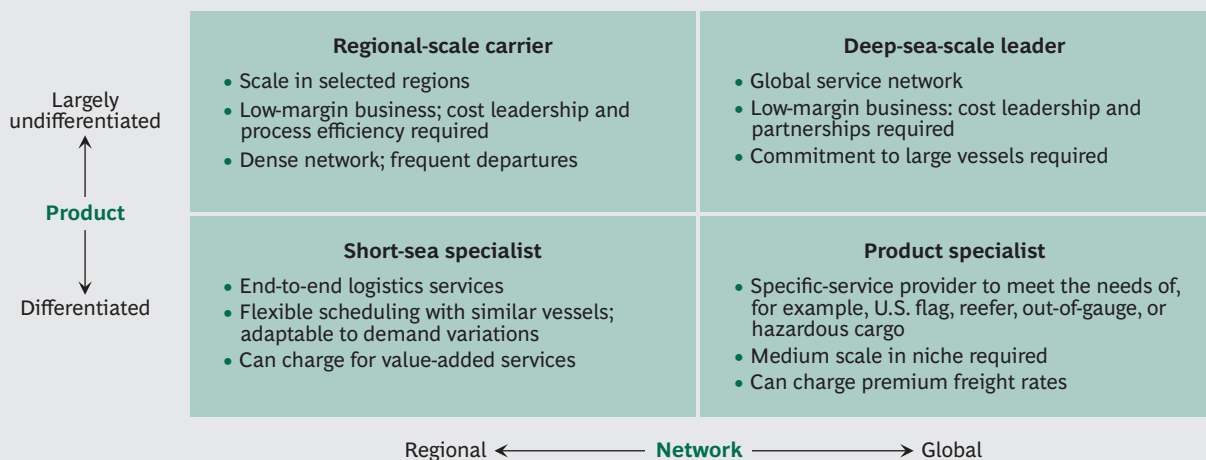 Regional-scale carrier
• Scale in selected regions
• Low-margin business; cost leadership and
process efficiency required
• Dense network; frequent departures
Deep-sea-scale leader
• Global service network
• Low-margin business: cost leadership and
partnerships required
• Commitment to large vessels required
Largely
undifferentiated
Product
Differentiated
Short-sea specialist
• End-to-end logistics services
• Flexible scheduling with similar vessels;
adaptable to demand variations
• Can charge for value-added services
Product specialist
• Specific-service provider to meet the needs of,
for example, U.S. flag, reefer, out-of-gauge, or
hazardous cargo
• Medium scale in niche required
• Can charge premium freight rates
Regional Network Global